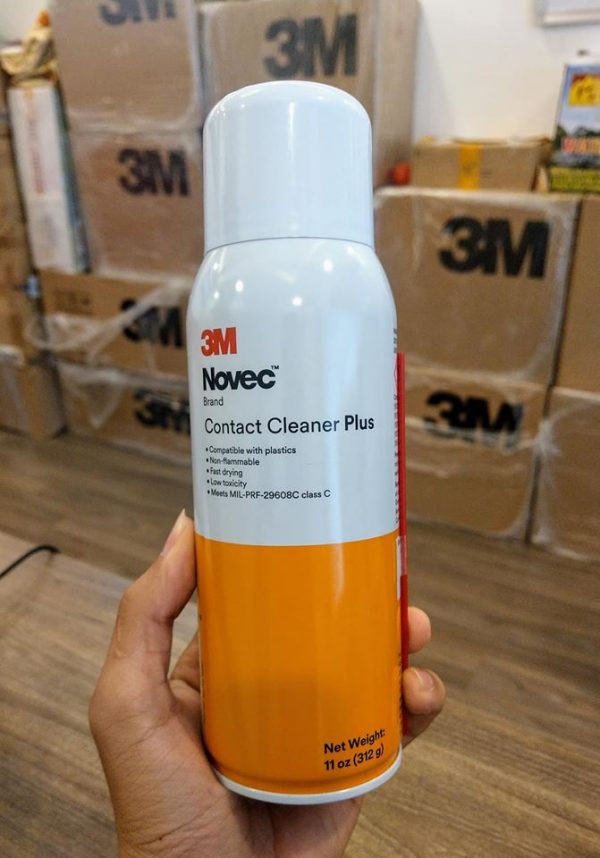 3M
3M
3M
3M
3M
3M
3M
3M
Novec™
Brand
Contact Cleaner Plus
• Compatible with plastics
• Non-flammable
• Fast drying
• Low toxicity
• Meets MIL-PRF-29608C class C
Net Weight:
11 oz (312 g)